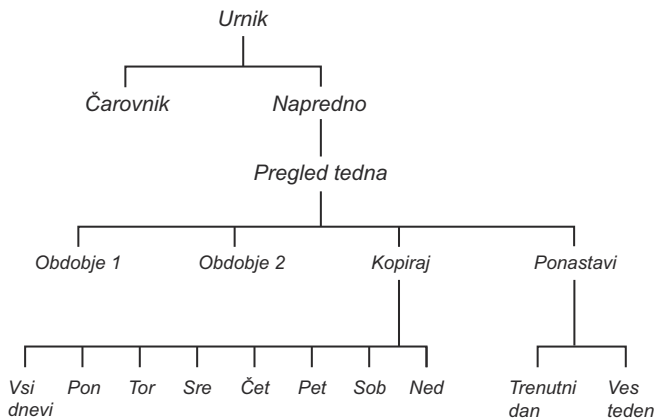 Urnik
Čarovnik
Napredno
Pregled tedna
Obdobje 1
Obdobje 2
Kopiraj
Ponastavi
Vsi
dnevi
Pon
Tor
Sre
Čet
Pet
Sob
Ned
Trenutni
dan
Ves
teden